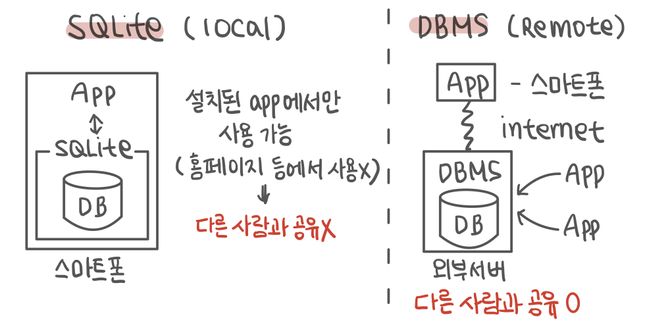 SQLite (local)
App
SQLite
DB
스마트폰
설치된 app에서만
사용 가능
(홈페이지 등에서 사용X)
다른 사람과 공유X
DBMS (Remote)
App - 스마트폰
internet
DBMS
DB
App
App
외부서버
다른 사람과 공유 O